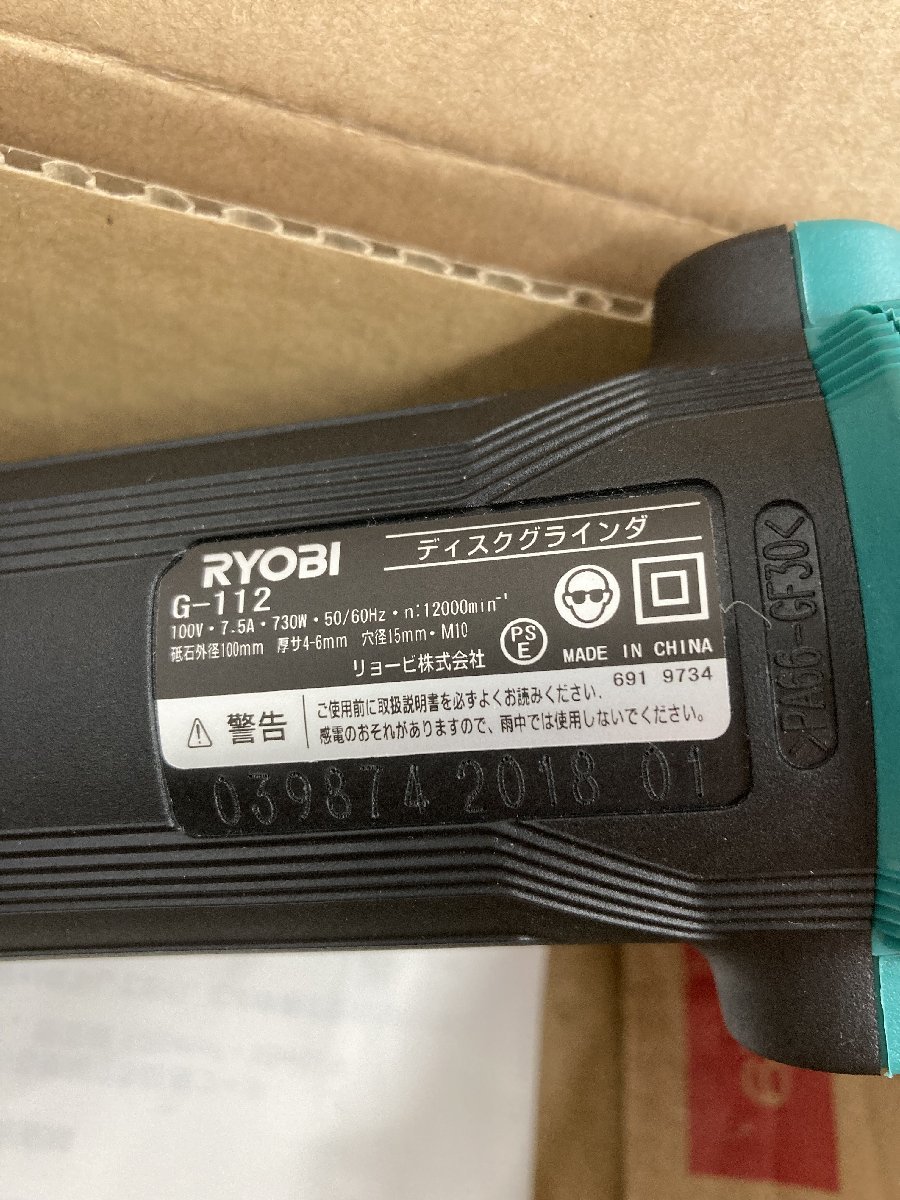 RYOBI
ディスクグラインダ
G-112
100V・7.5A・730W・50/60Hz・n:12000min⁻¹
砥石外径100mm 厚サ4-6mm 穴径15mm・M10
リョービ株式会社
PS
E
MADE IN CHINA
691 9734
警告
ご使用前に取扱説明書を必ずよくお読みください.
感電のおそれがありますので、雨中では使用しないでください。
039874 2018 01
>PA66-GF30<